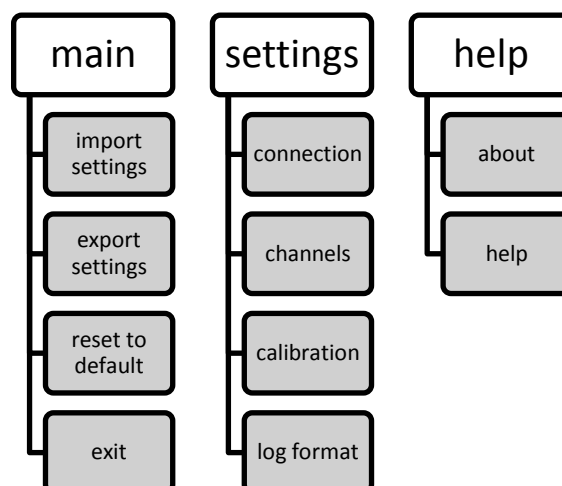 main
import
settings
export
settings
reset to
default
exit
settings
connection
channels
calibration
log format
help
about
help